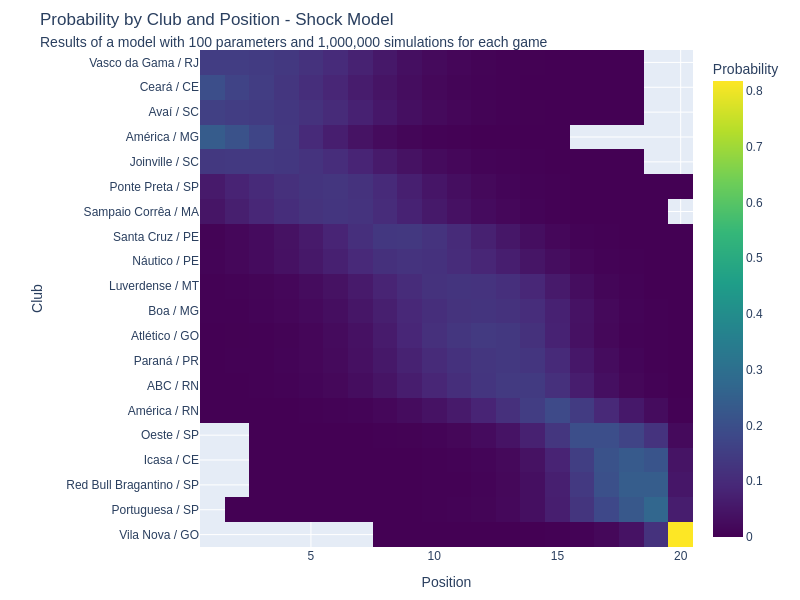 Probability by Club and Position - Shock Model
Results of a model with 100 parameters and 1,000,000 simulations for each game
Vasco da Gama / RJ
Ceará / CE
Avaí / SC
América / MG
Joinville / SC
Ponte Preta / SP
Sampaio Corrêa / MA
Santa Cruz / PE
Náutico / PE
Luverdense / MT
Boa / MG
Atlético / GO
Paraná / PR
ABC / RN
América / RN
Oeste / SP
Icasa / CE
Red Bull Bragantino / SP
Portuguesa / SP
Vila Nova / GO
Club
5
10
15
20
Position
Probability
0.8
0.7
0.6
0.5
0.4
0.3
0.2
0.1
0